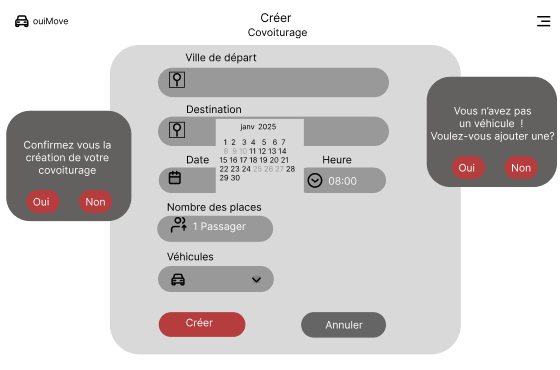 ouiMove
Créer
Covoiturage
Ville de départ
Destination
janv 2025
1 2 3 4 5 6 7
8 9 10 11 12 13 14
15 16 17 18 19 20 21
22 23 24 25 26 27 28
29 30
Date
Heure
08:00
Nombre des places
1 Passager
Véhicules
Créer
Annuler
Confirmez vous la
création de votre
covoiturage
Oui
Non
Vous n'avez pas
un véhicule !
Voulez-vous ajouter une?
Oui
Non